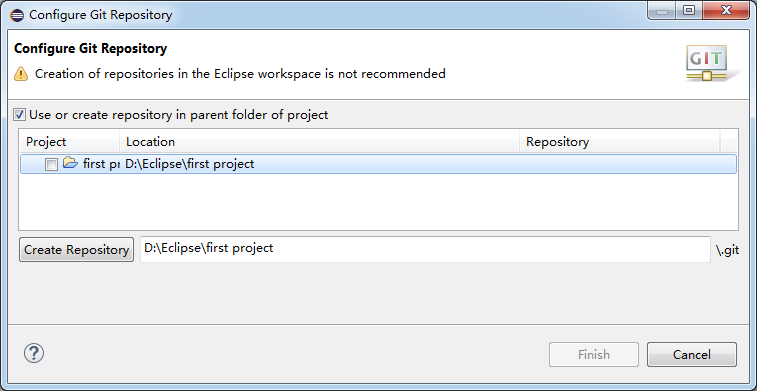 Configure Git Repository
Configure Git Repository
Creation of repositories in the Eclipse workspace is not recommended
GIT
Use or create repository in parent folder of project
Project Location Repository
first pr D:\Eclipse\first project
Create Repository D:\Eclipse\first project \.git
? Finish Cancel